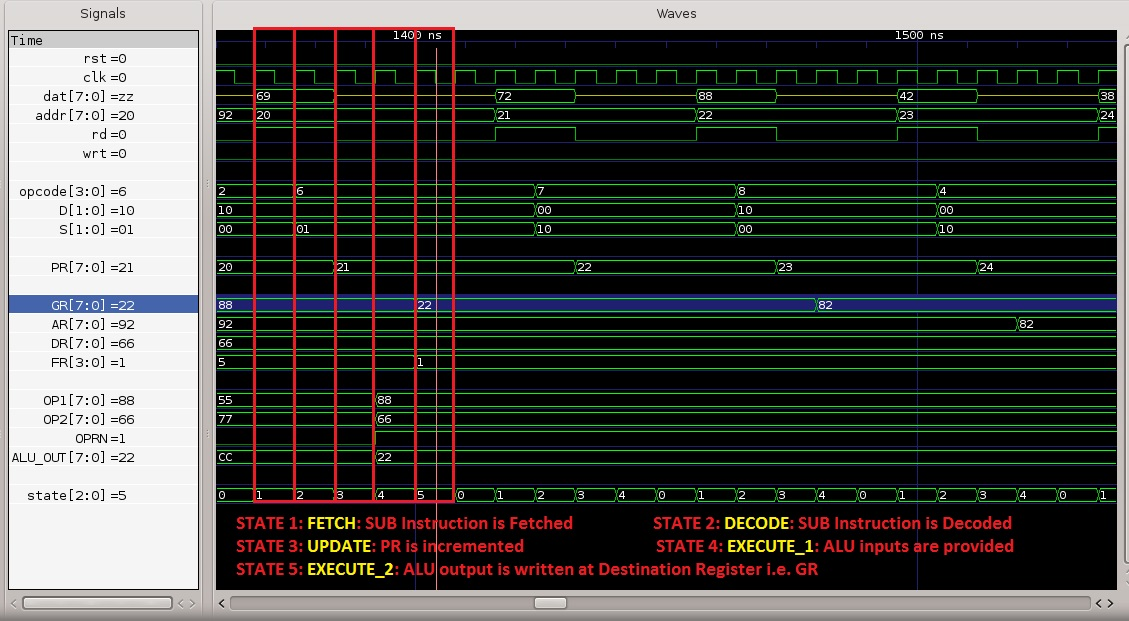 Signals Waves
Time 1400 ns 1500 ns
rst =0
clk =0
dat[7:0] =zz 69 72 88 42 38
addr[7:0] =20 92 20 21 22 23 24
rd =0
wrt =0
opcode[3:0] =6 2 6 7 8 4
D[1:0] =10 10 00 10 00
S[1:0] =01 00 01 10 00 10
PR[7:0] =21 20 21 22 23 24
GR[7:0] =22 88 22 82
AR[7:0] =92 92 82
DR[7:0] =66 66
FR[3:0] =1 5 1
OP1[7:0] =88 55 88
OP2[7:0] =66 77 66
OPRN =1
ALU_OUT[7:0] =22 CC 22
state[2:0] =5 0 1 2 3 4 5 0 1 2 3 4 0 1 2 3 4 0 1 2 3 4 0 1
STATE 1: FETCH: SUB Instruction is Fetched STATE 2: DECODE: SUB Instruction is Decoded
STATE 3: UPDATE: PR is incremented STATE 4: EXECUTE_1: ALU inputs are provided
STATE 5: EXECUTE_2: ALU output is written at Destination Register i.e. GR